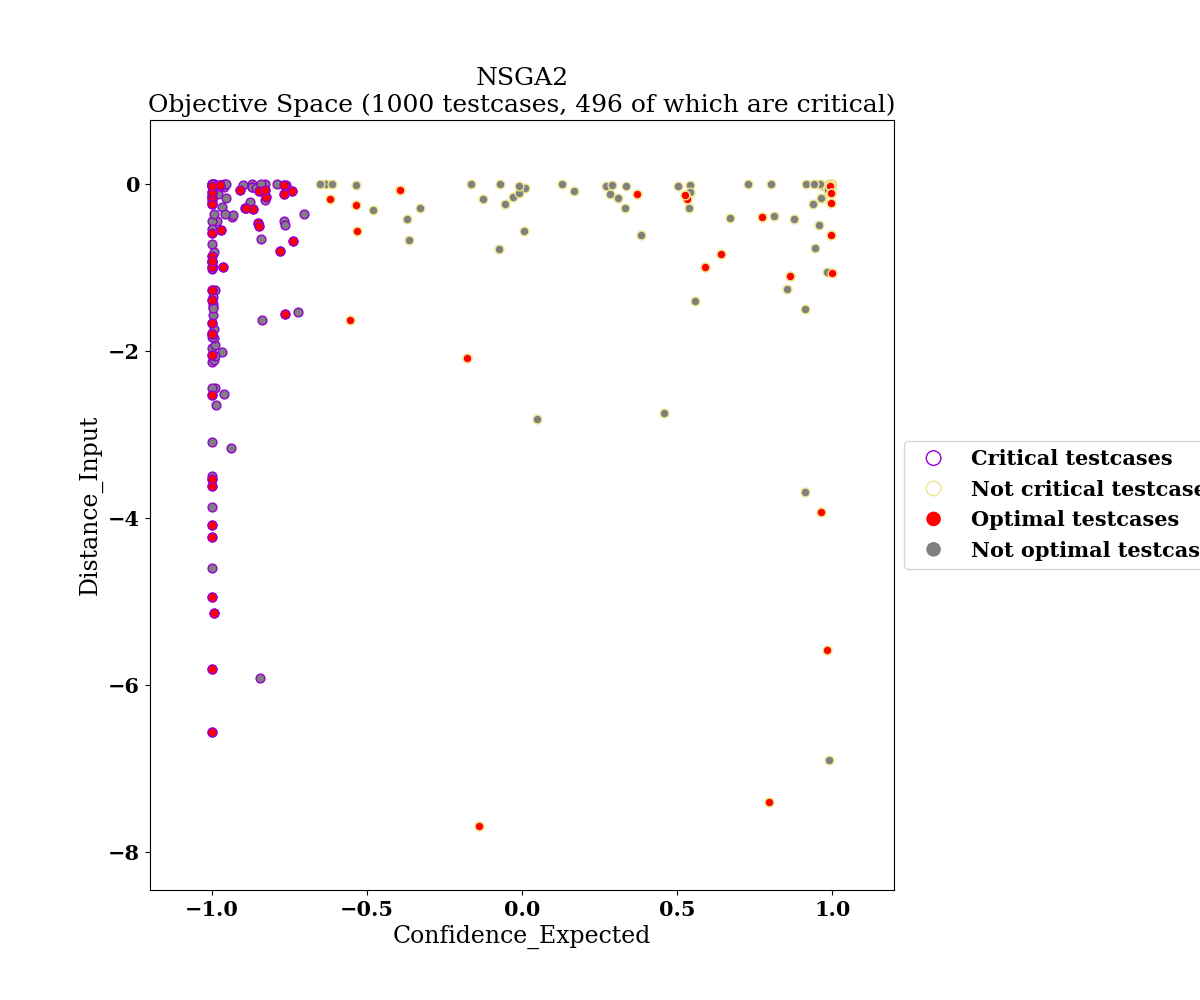 NSGA2
Objective Space (1000 testcases, 496 of which are critical)
0
−2
−4
−6
−8
Distance_Input
−1.0
−0.5
0.0
0.5
1.0
Confidence_Expected
Critical testcases
Not critical testcase
Optimal testcases
Not optimal testcas